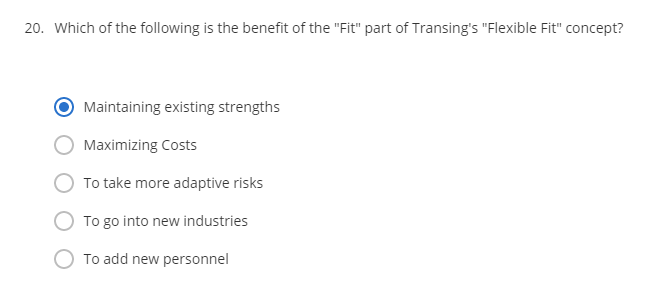 20. Which of the following is the benefit of the "Fit" part of Transing's "Flexible Fit" concept?
Maintaining existing strengths
Maximizing Costs
To take more adaptive risks
To go into new industries
To add new personnel